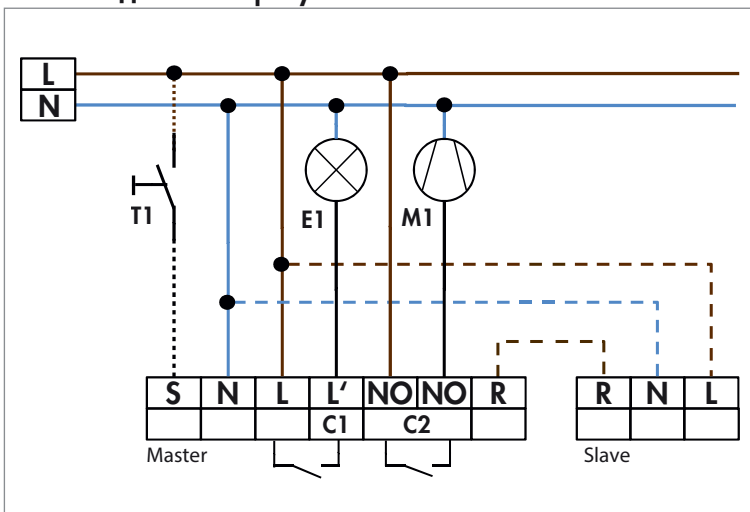 L
N
T1
E1
M1
S N L L' NO NO R
C1 C2
R N L
Master
Slave